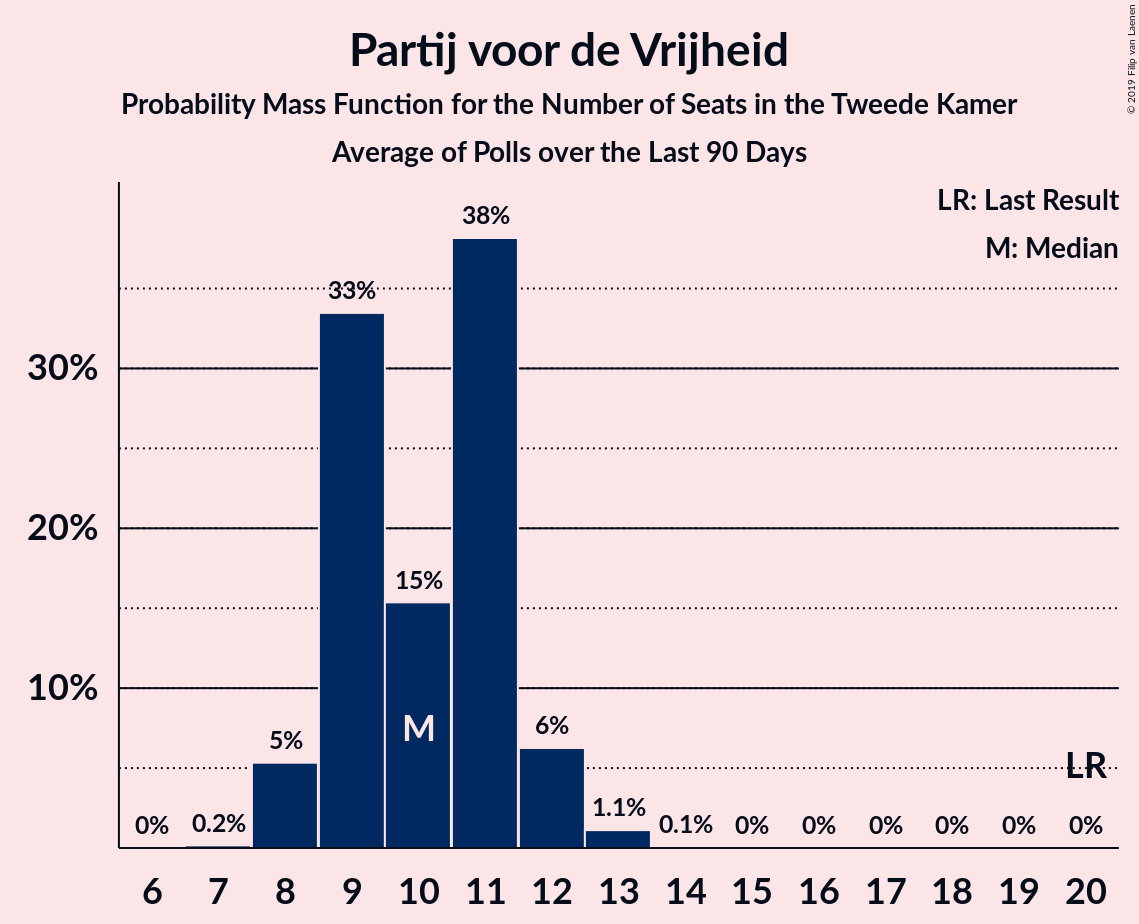 Partij voor de Vrijheid
Probability Mass Function for the Number of Seats in the Tweede Kamer
Average of Polls over the Last 90 Days
© 2019 Filip van Laenen
LR: Last Result
M: Median
38%
33%
30%
20%
15%
10%
M
5%
6%
LR
0%
0.2%
1.1%
0.1%
0%
0%
0%
0%
0%
0%
6 7 8 9 10 11 12 13 14 15 16 17 18 19 20